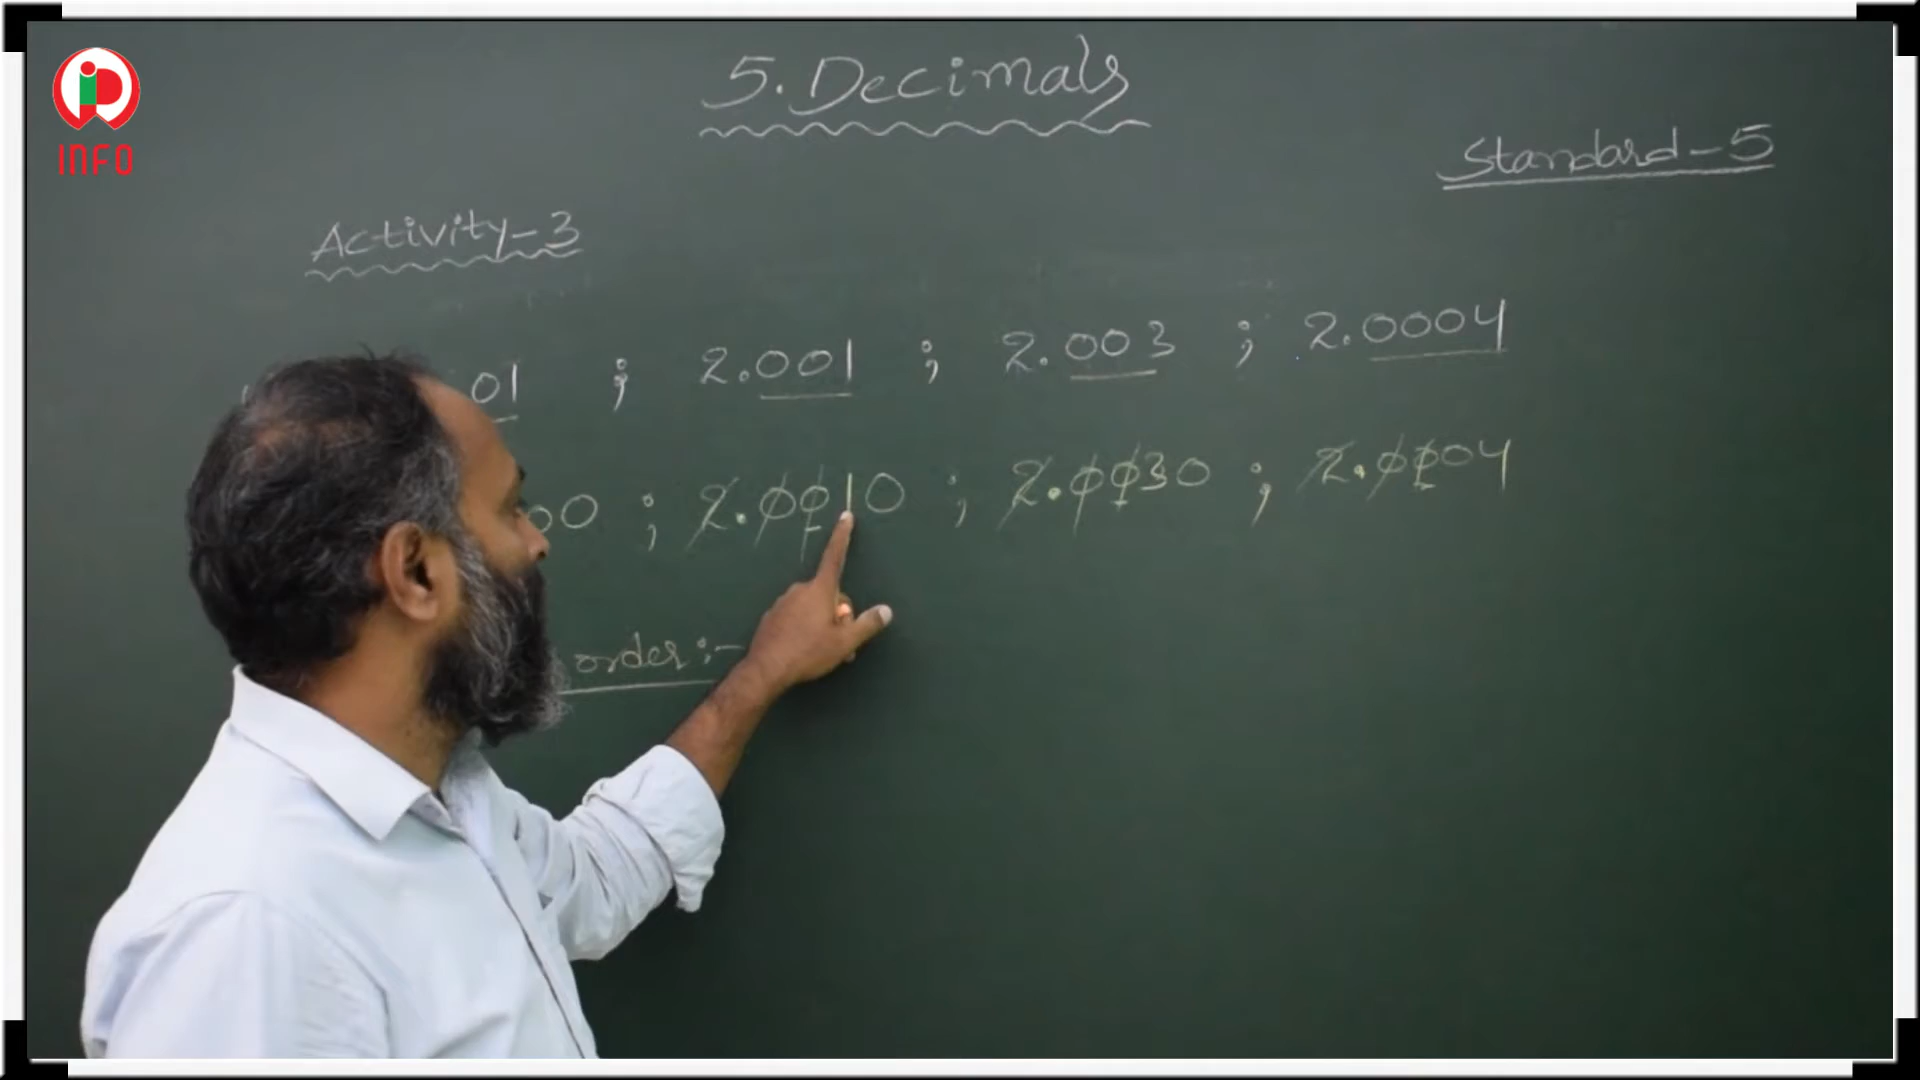 INFO
5. Decimals
Standard-5
Activity-3
01 ; 2.001 ; 2.003 ; 2.0004
00 ; 2.0010 ; 2.0030 ; 2.0004
order:-